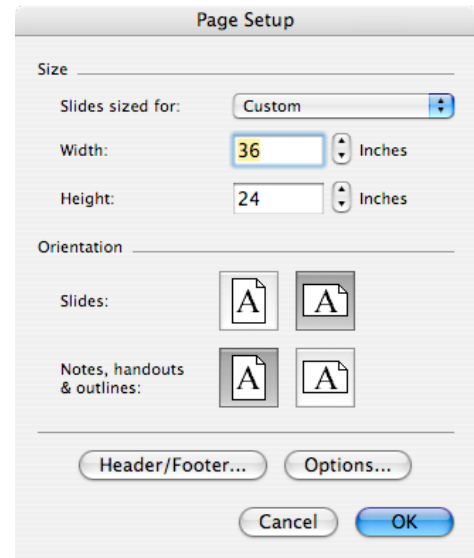 Page Setup
Size
Slides sized for: Custom
Width: 36 Inches
Height: 24 Inches
Orientation
Slides: A A
Notes, handouts
& outlines: A A
Header/Footer... Options...
Cancel OK